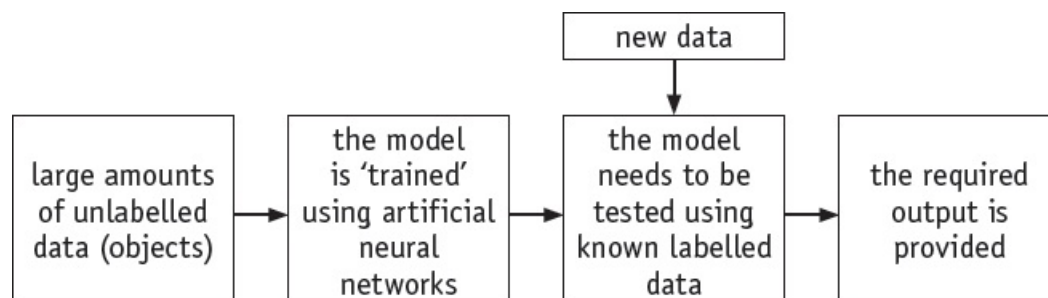 new data
large amounts
of unlabelled
data (objects)
the model
is ‘trained’
using artificial
neural
networks
the model
needs to be
tested using
known labelled
data
the required
output is
provided